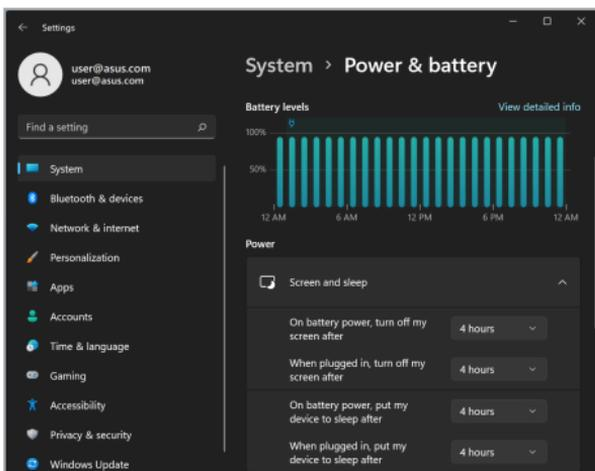 Settings
user@asus.com
user@asus.com
Find a setting
System
Bluetooth & devices
Network & internet
Personalization
Apps
Accounts
Time & language
Gaming
Accessibility
Privacy & security
Windows Update
System > Power & battery
Battery levels
View detailed info
100%
50%
12 AM 6 AM 12 PM 6 PM 12 AM
Power
Screen and sleep
On battery power, turn off my
screen after
4 hours
When plugged in, turn off my
screen after
4 hours
On battery power, put my
device to sleep after
4 hours
When plugged in, put my
device to sleep after
4 hours